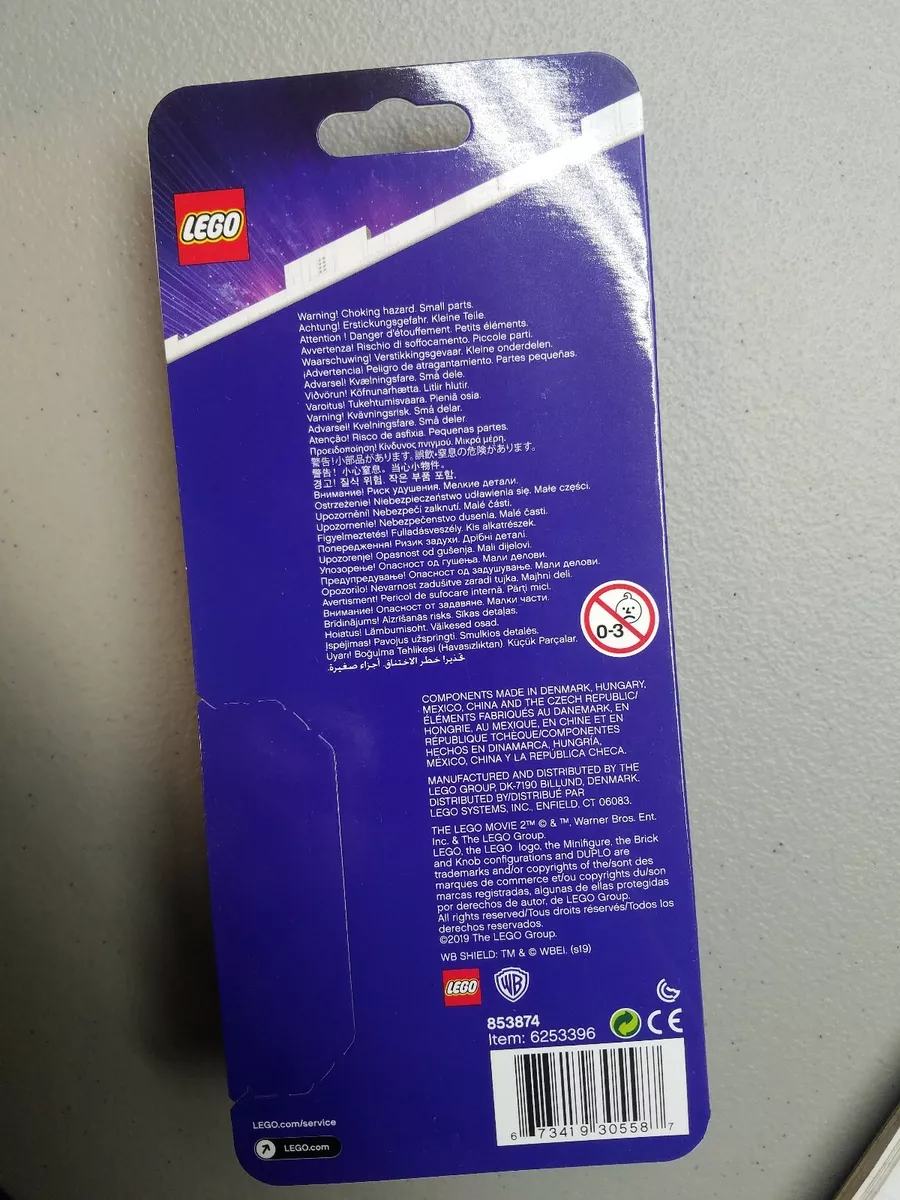 LEGO
Warning! Choking hazard. Small parts.
Achtung! Erstickungsgefahr. Kleine Teile.
Attention ! Danger d'étouffement. Petits éléments.
Avvertenza! Rischio di soffocamento. Piccole parti.
Waarschuwing! Verstikkingsgevaar. Kleine onderdelen.
¡Advertencia! Peligro de atragantamiento. Partes pequeñas.
Advarsel! Kvælningsfare. Små dele.
Viðvörun! Köfnunarhætta. Litlir hlutir.
Varoitus! Tukehtumisvaara. Pieniä osia.
Varning! Kvävningsrisk. Små delar.
Advarsel! Kvelningsfare. Små deler
Atenção! Risco de asfixia. Pequenas partes.
Προειδοποίηση! Κίνδυνος πνιγμού. Μικρά μέρη.
警告!小部品があります。誤飲・窒息の危険があります。
警告! 小心窒息。当心小物件。
경고! 질식 위험. 작은 부품 포함.
Внимание! Риск удушения. Мелкие детали.
Ostrzeżenie! Niebezpieczeństwo udławienia się. Małe części.
Upozornění! Nebezpečí zalknutí. Malé části.
Upozornenie! Nebezpečenstvo dusenia. Malé časti.
Figyelmeztetés! Fulladásveszély. Kis alkatrészek.
Попередження! Ризик задухи. Дрібні деталі.
Upozorenje! Opasnost od gušenja. Mali dijelovi.
Упозорење! Опасност од гушења. Мали делови.
Предупредување! Опасност од задушување. Мали делови.
Opozorilo! Nevarnost zadušitve zaradi tujka. Majhni deli.
Avertisment! Pericol de sufocare internă. Părți mici.
Внимание! Опасност от задавяне. Малки части.
Brīdinājums! Aizrīšanās risks. Sīkas detaļas.
Hoiatus! Lämbumisoht. Väikesed osad.
Įspėjimas! Pavojus užspringti. Smulkios detalės.
Uyarı! Boğulma Tehlikesi (Havasızlıktan). Küçük Parçalar.
تحذير! خطر الاختناق. أجزاء صغيرة.
0-3
COMPONENTS MADE IN DENMARK, HUNGARY,
MEXICO, CHINA AND THE CZECH REPUBLIC/
ÉLÉMENTS FABRIQUÉS AU DANEMARK, EN
HONGRIE, AU MEXIQUE, EN CHINE ET EN
RÉPUBLIQUE TCHÈQUE/COMPONENTES
HECHOS EN DINAMARCA, HUNGRÍA,
MÉXICO, CHINA Y LA REPÚBLICA CHECA.
MANUFACTURED AND DISTRIBUTED BY THE
LEGO GROUP, DK-7190 BILLUND, DENMARK.
DISTRIBUTED BY/DISTRIBUÉ PAR
LEGO SYSTEMS, INC., ENFIELD, CT 06083.
THE LEGO MOVIE 2™ © & ™, Warner Bros. Ent.
Inc. & The LEGO Group.
LEGO, the LEGO logo, the Minifigure, the Brick
and Knob configurations and DUPLO are
trademarks and/or copyrights of the/sont des
marques de commerce et/ou copyrights du/son
marcas registradas, algunas de ellas protegidas
por derechos de autor, de LEGO Group.
All rights reserved/Tous droits réservés/Todos los
derechos reservados.
©2019 The LEGO Group.
WB SHIELD: TM & © WBEI. (s19)
LEGO WB
853874
Item: 6253396
CE
6 73419 30558 7
LEGO.com/service
LEGO.com